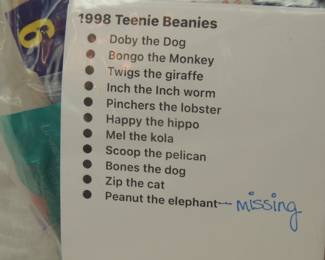 6
1998 Teenie Beanies
• Doby the Dog
• Bongo the Monkey
• Twigs the giraffe
• Inch the Inch worm
• Pinchers the lobster
• Happy the hippo
• Mel the kola
• Scoop the pelican
• Bones the dog
• Zip the cat
• Peanut the elephant— missing